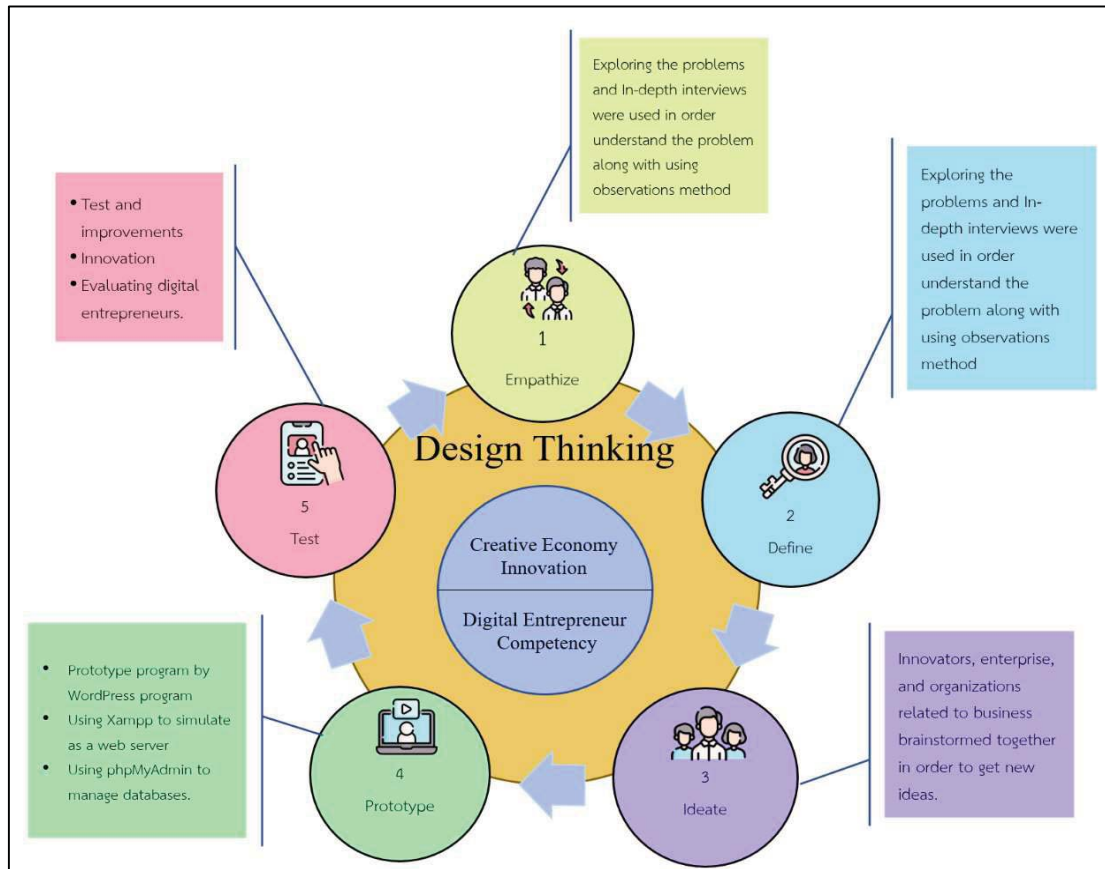 Exploring the problems
and In-depth interviews
were used in order
understand the problem
along with using
observations method
Exploring the
problems and In-
depth interviews were
used in order
understand the
problem along with
using observations
method
• Test and
improvements
• Innovation
• Evaluating digital
entrepreneurs.
1
Empathize
Design Thinking
5
Test
2
Define
Creative Economy
Innovation
Digital Entrepreneur
Competency
• Prototype program by
WordPress program
• Using Xampp to simulate
as a web server
• Using phpMyAdmin to
manage databases.
4
Prototype
3
Ideate
Innovators, enterprise,
and organizations
related to business
brainstormed together
in order to get new
ideas.